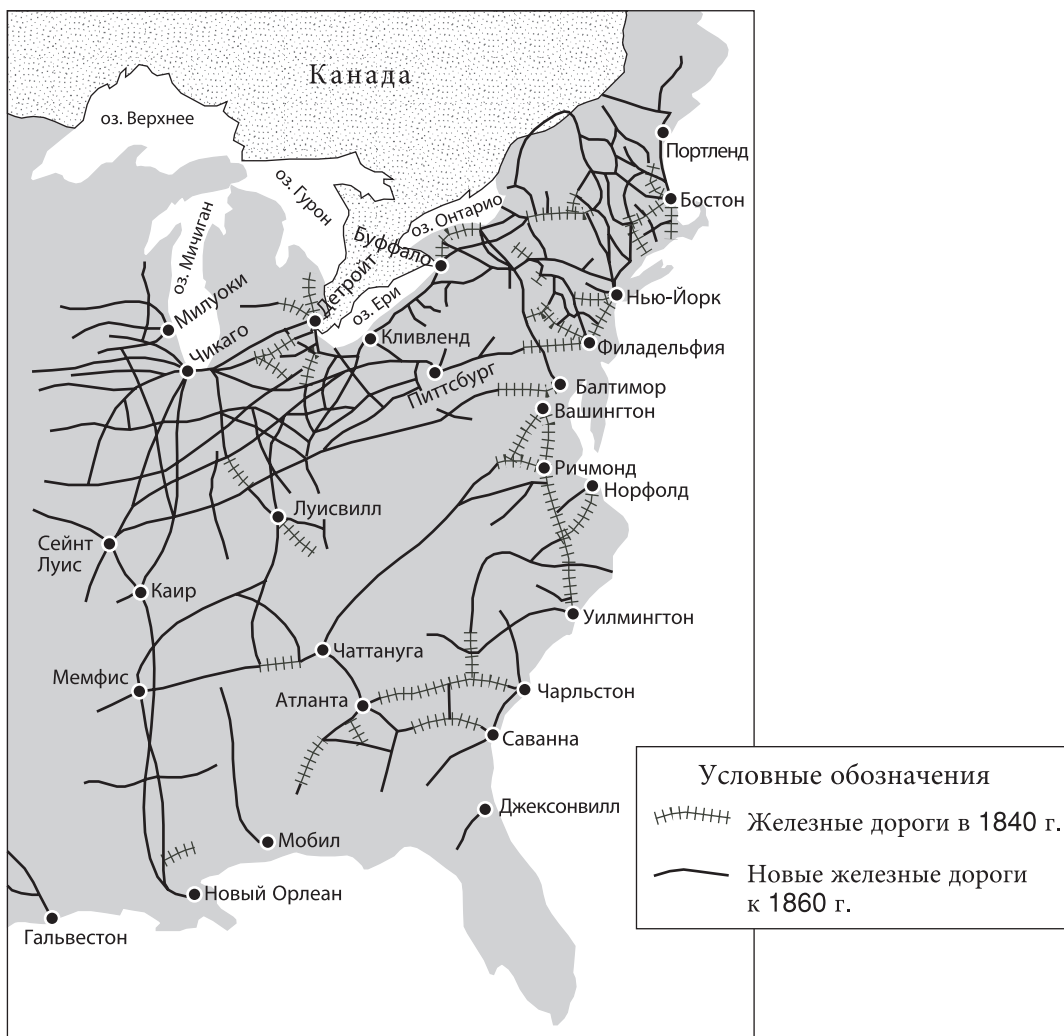 Канада
оз. Верхнее
Портленд
оз. Гурон
Бостон
оз. Онтарио
оз. Мичиган
Буффало
Детройт
Милуоки
оз. Ери
Нью-Йорк
Чикаго
Кливленд
Филадельфия
Питтсбург
Балтимор
Вашингтон
Ричмонд
Норфолд
Луисвилл
Сейнт
Луис
Каир
Уилмингтон
Чаттануга
Мемфис
Атланта
Чарльстон
Саванна
Джексонвилл
Мобил
Новый Орлеан
Гальвестон
Условные обозначения
Железные дороги в 1840 г.
Новые железные дороги
к 1860 г.